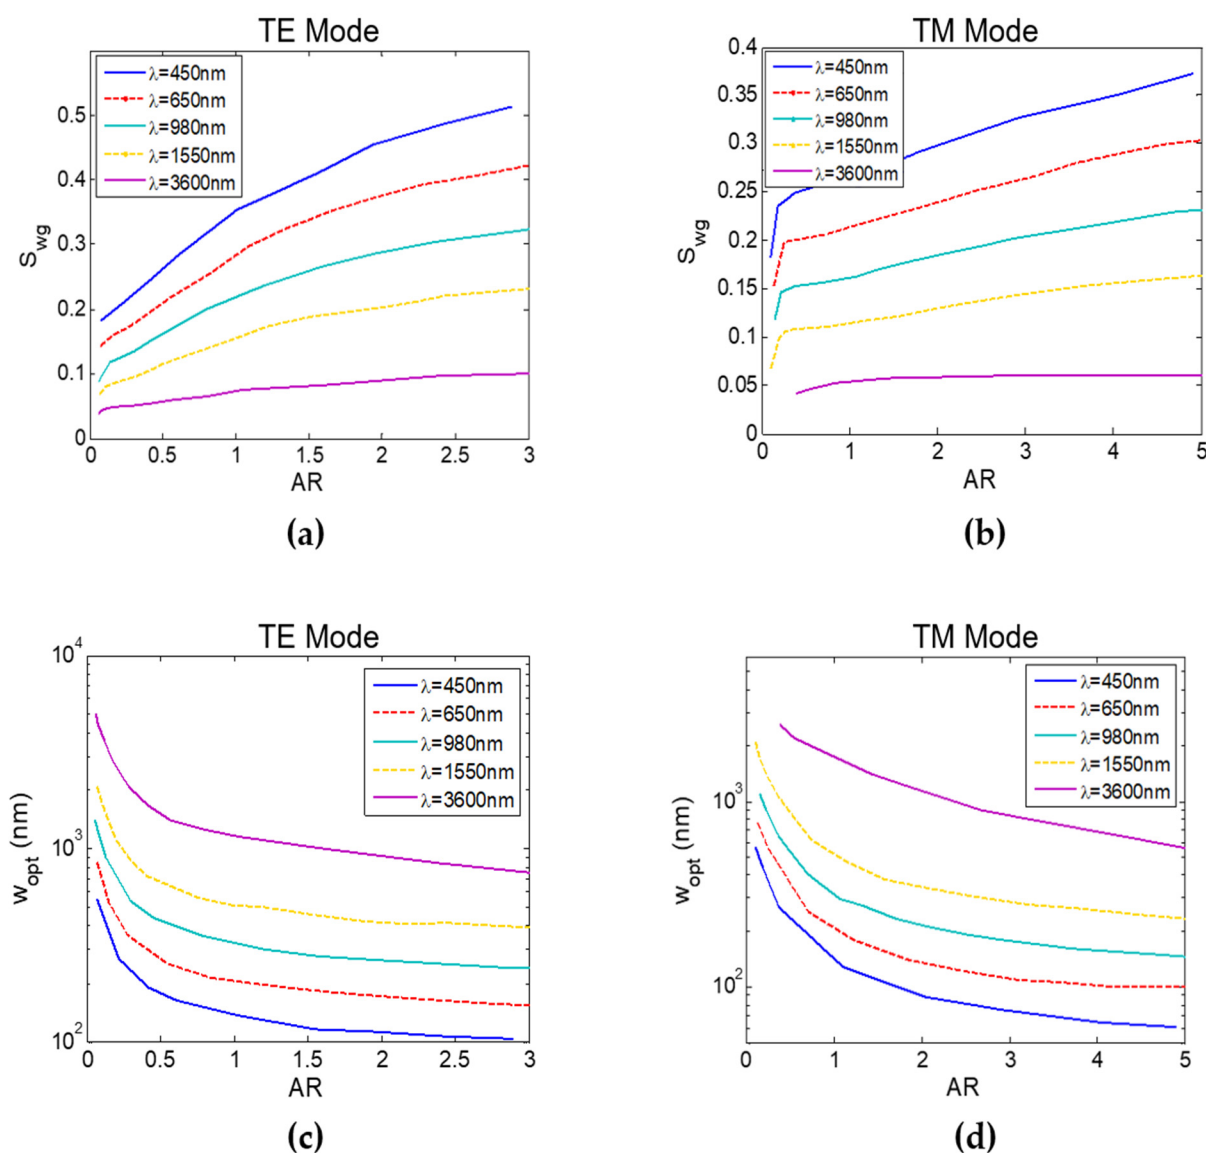 TE Mode
λ=450nm
λ=650nm
λ=980nm
λ=1550nm
λ=3600nm
0.5
0.4
0.3
0.2
0.1
0
S_wg
0 0.5 1 1.5 2 2.5 3
AR
(a)
TM Mode
λ=450nm
λ=650nm
λ=980nm
λ=1550nm
λ=3600nm
0.4
0.35
0.3
0.25
0.2
0.15
0.1
0.05
0
S_wg
0 1 2 3 4 5
AR
(b)
TE Mode
λ=450nm
λ=650nm
λ=980nm
λ=1550nm
λ=3600nm
10^4
10^3
10^2
w_opt (nm)
0 0.5 1 1.5 2 2.5 3
AR
(c)
TM Mode
λ=450nm
λ=650nm
λ=980nm
λ=1550nm
λ=3600nm
10^3
10^2
w_opt (nm)
0 1 2 3 4 5
AR
(d)